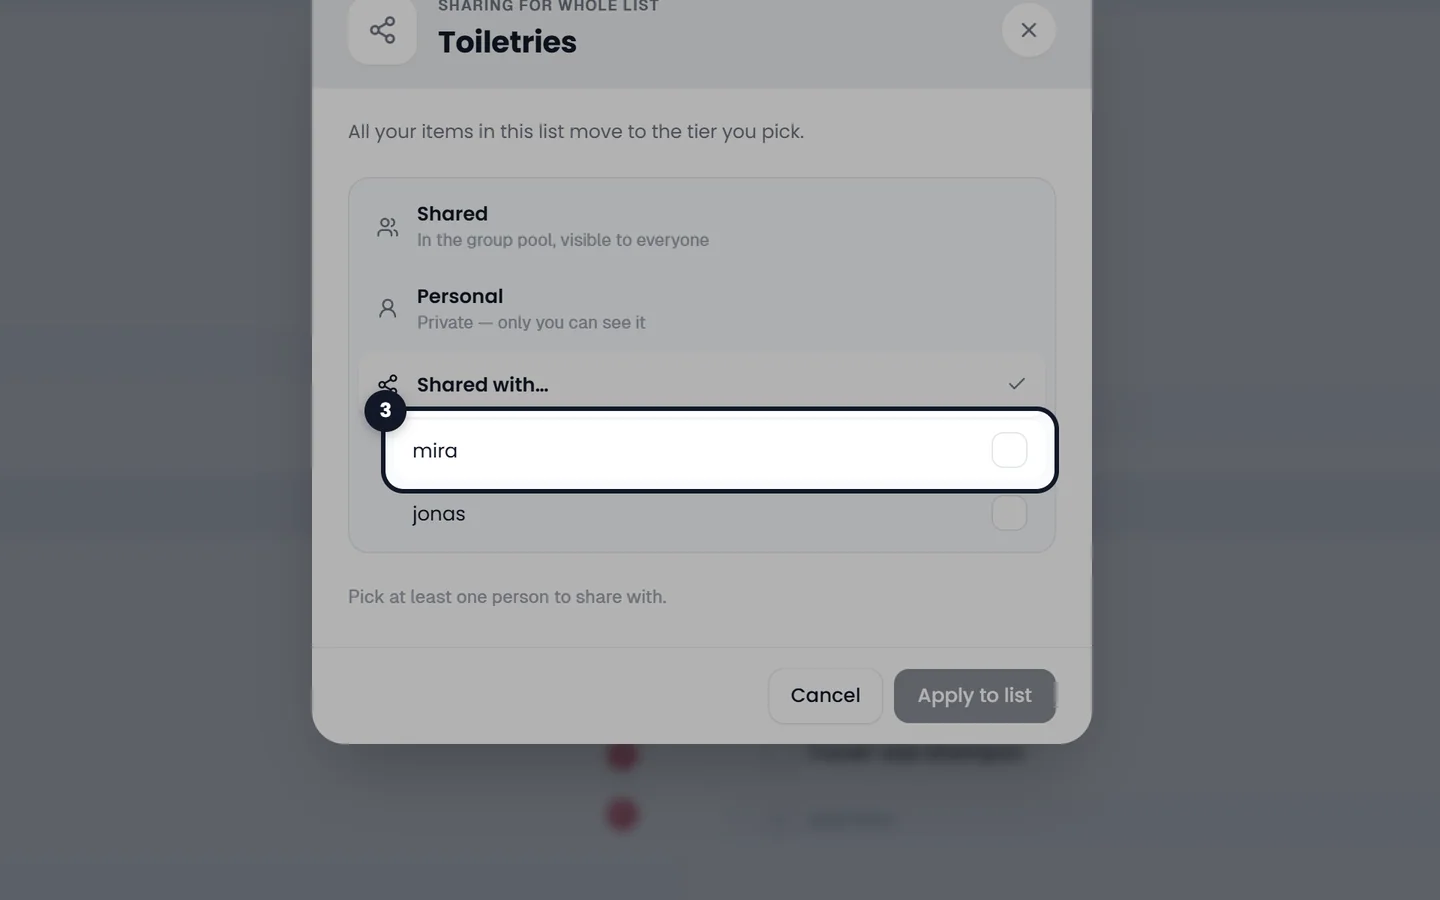 SHARING FOR WHOLE LIST
Toiletries
All your items in this list move to the tier you pick.
Shared
In the group pool, visible to everyone
Personal
Private — only you can see it
Shared with...
3
mira
jonas
Pick at least one person to share with.
Cancel
Apply to list